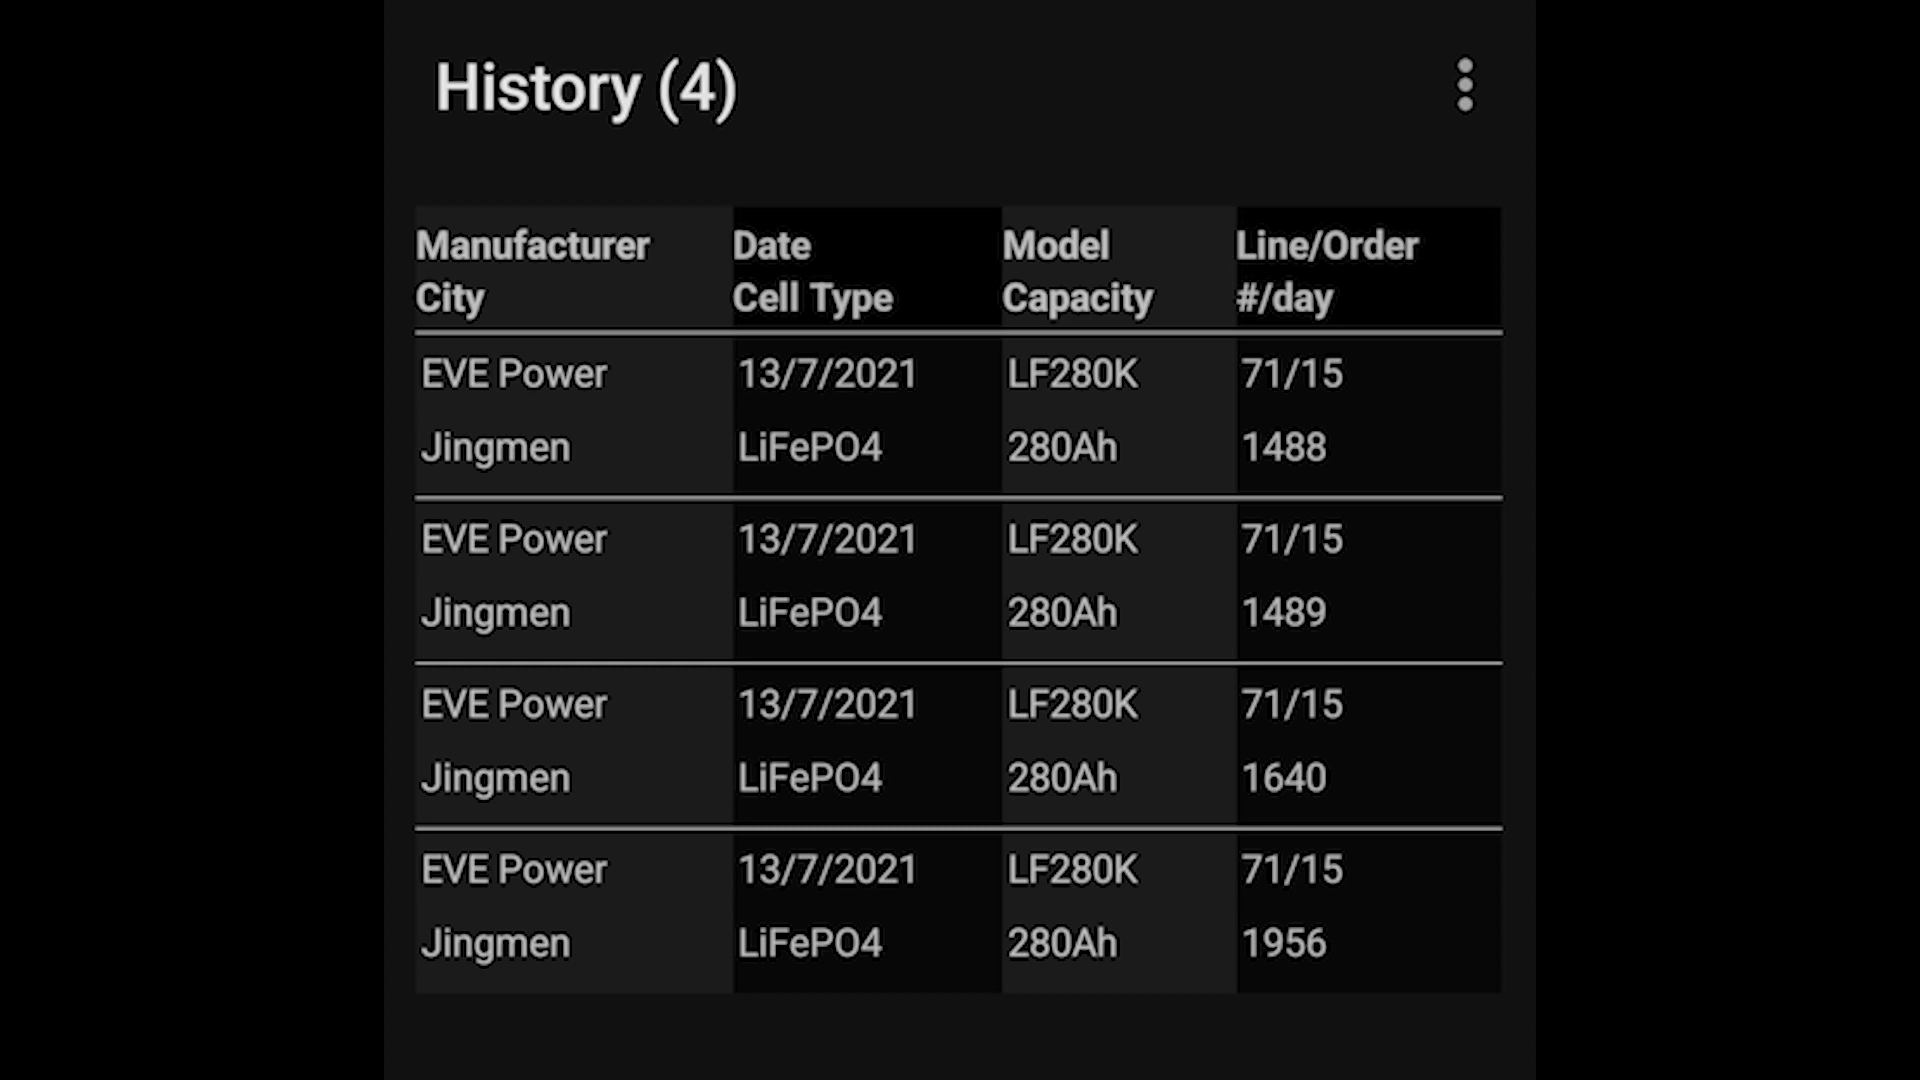 History (4)
Manufacturer Date Model Line/Order
City Cell Type Capacity #/day
EVE Power 13/7/2021 LF280K 71/15
Jingmen LiFePO4 280Ah 1488
EVE Power 13/7/2021 LF280K 71/15
Jingmen LiFePO4 280Ah 1489
EVE Power 13/7/2021 LF280K 71/15
Jingmen LiFePO4 280Ah 1640
EVE Power 13/7/2021 LF280K 71/15
Jingmen LiFePO4 280Ah 1956